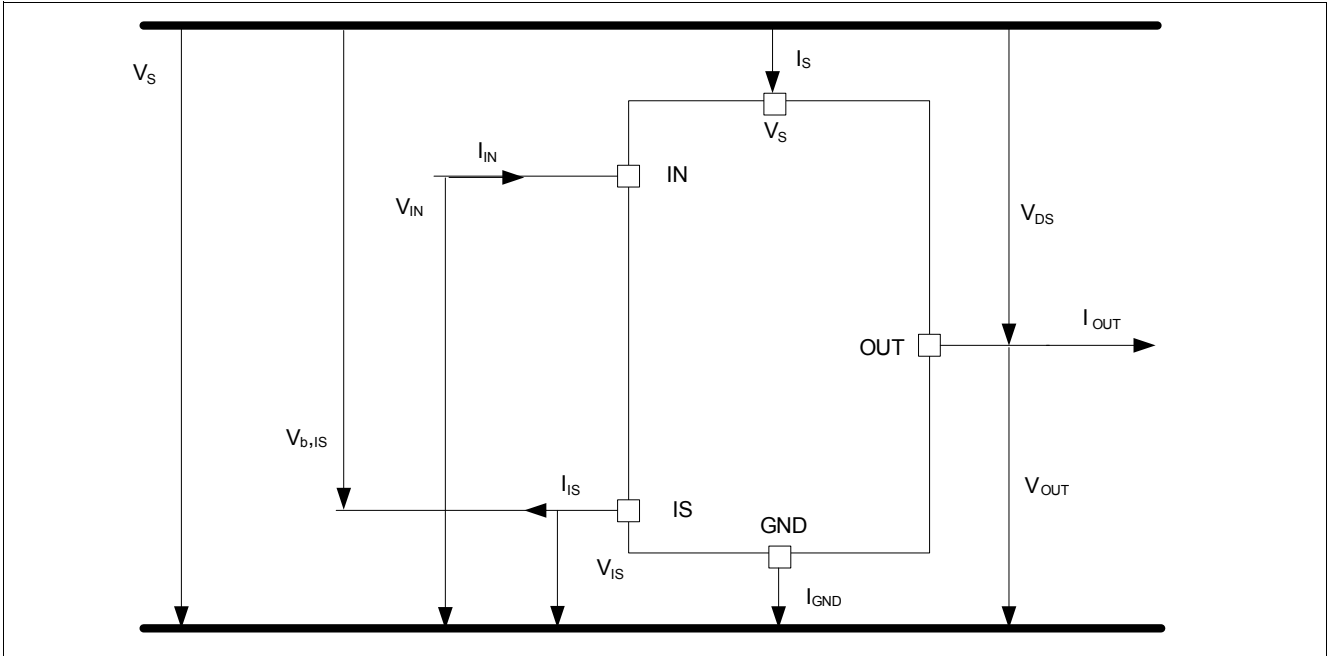 V_S
I_S
V_S
I_IN
IN
V_IN
V_DS
I_OUT
OUT
V_b,IS
I_IS
IS
V_OUT
GND
V_IS
I_GND